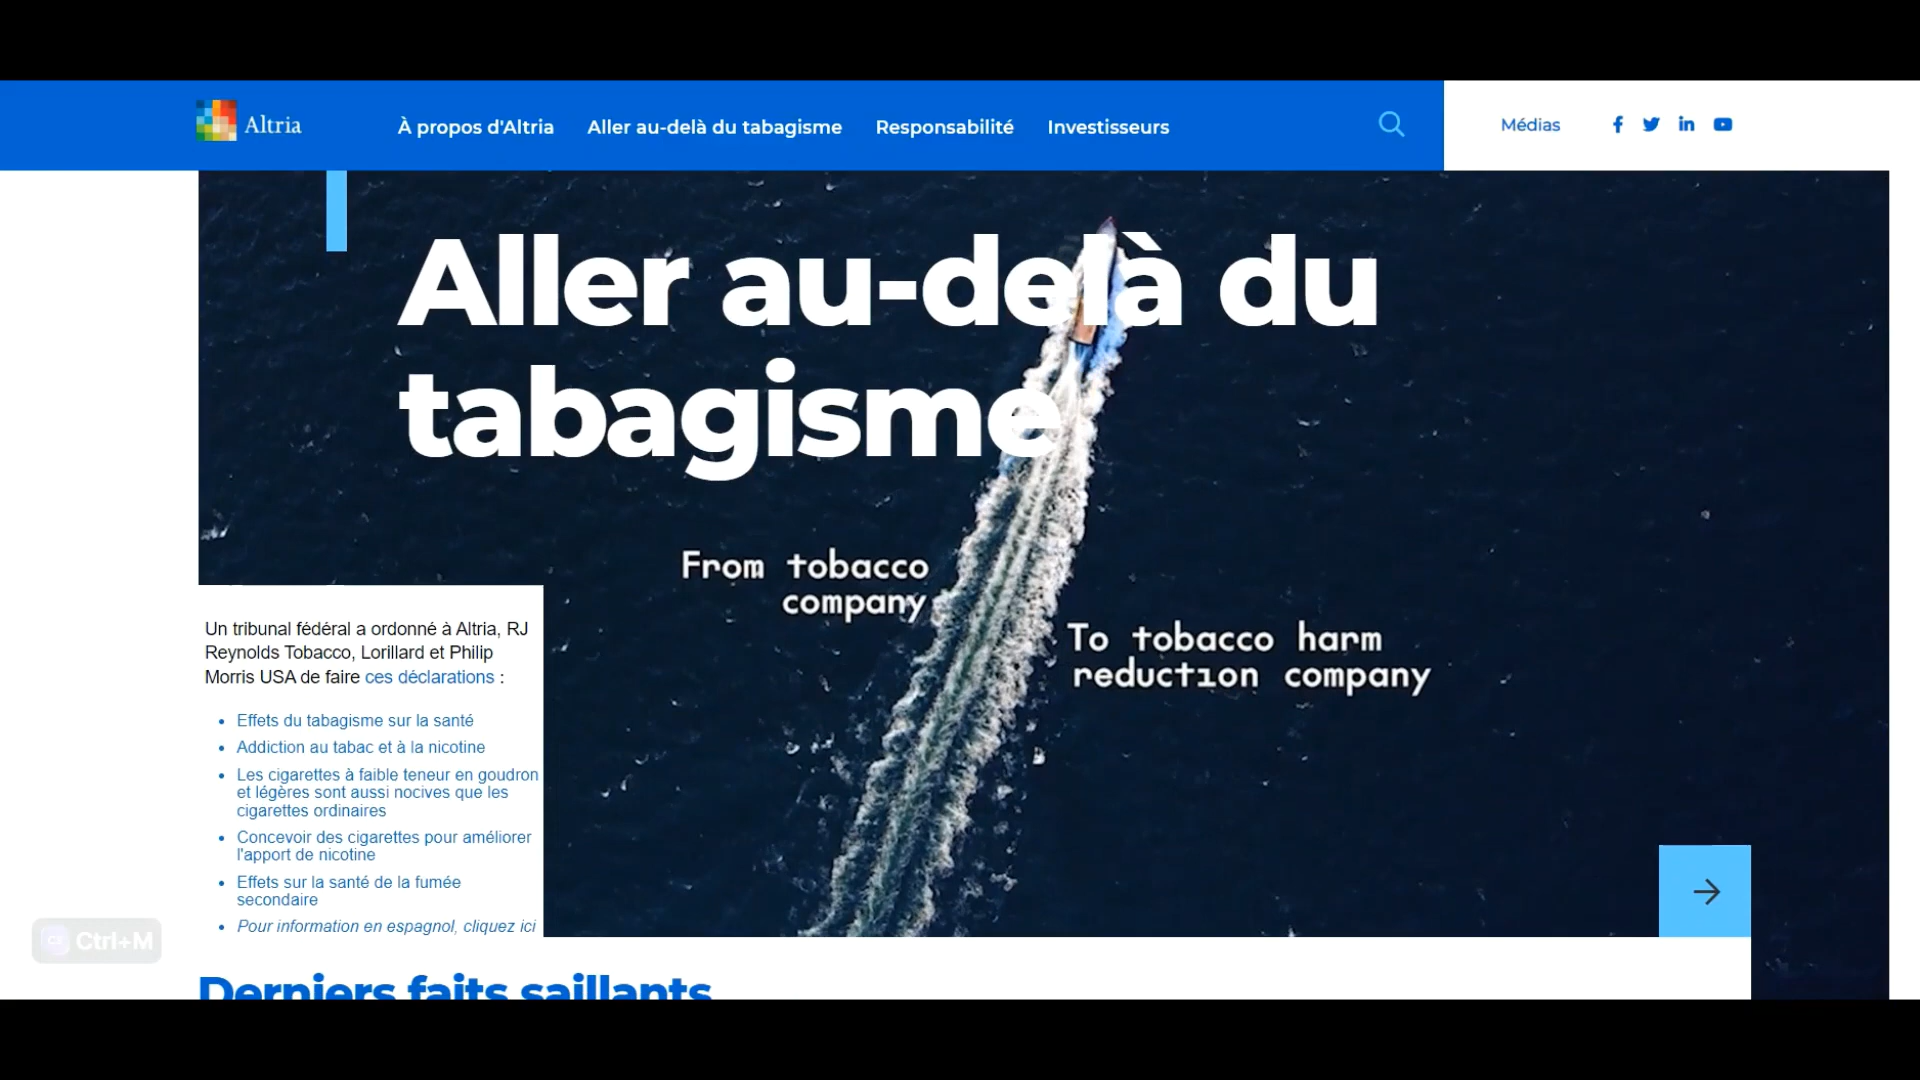 Altria
À propos d'Altria
Aller au-delà du tabagisme
Responsabilité
Investisseurs
Médias
Aller au-delà du
tabagisme
From tobacco
company
To tobacco harm
reduction company
Un tribunal fédéral a ordonné à Altria, RJ
Reynolds Tobacco, Lorillard et Philip
Morris USA de faire ces déclarations :
Effets du tabagisme sur la santé
Addiction au tabac et à la nicotine
Les cigarettes à faible teneur en goudron
et légères sont aussi nocives que les
cigarettes ordinaires
Concevoir des cigarettes pour améliorer
l'apport de nicotine
Effets sur la santé de la fumée
secondaire
Pour information en espagnol, cliquez ici
Ctrl+M
Derniers faits saillants